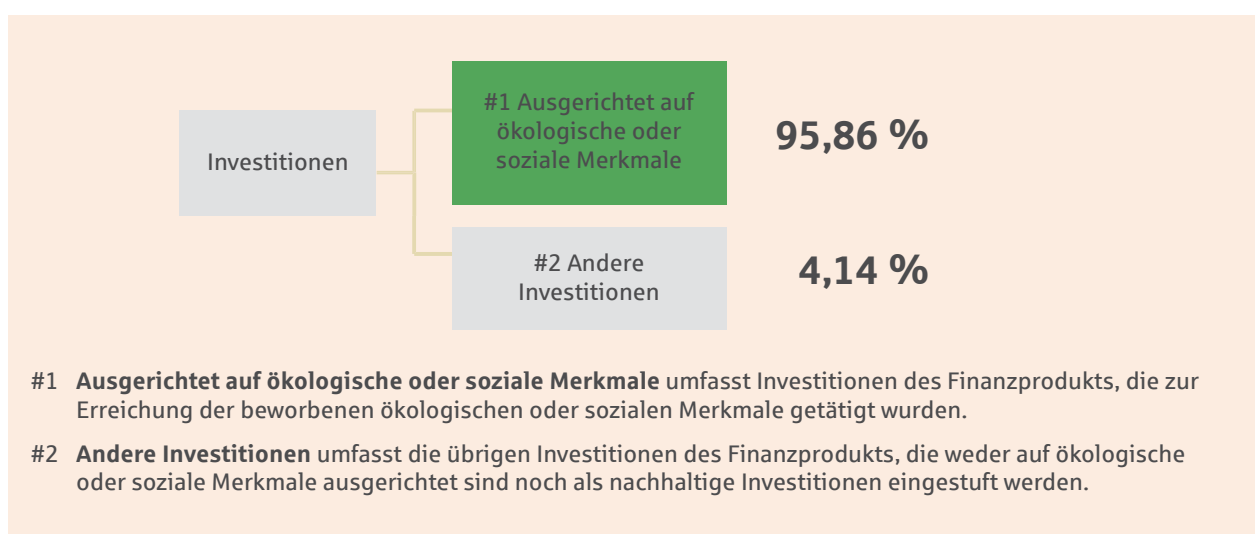 #1 Ausgerichtet auf
ökologische oder
soziale Merkmale
95,86 %
Investitionen
#2 Andere
Investitionen
4,14 %
#1 Ausgerichtet auf ökologische oder soziale Merkmale umfasst Investitionen des Finanzprodukts, die zur
Erreichung der beworbenen ökologischen oder sozialen Merkmale getätigt wurden.
#2 Andere Investitionen umfasst die übrigen Investitionen des Finanzprodukts, die weder auf ökologische
oder soziale Merkmale ausgerichtet sind noch als nachhaltige Investitionen eingestuft werden.